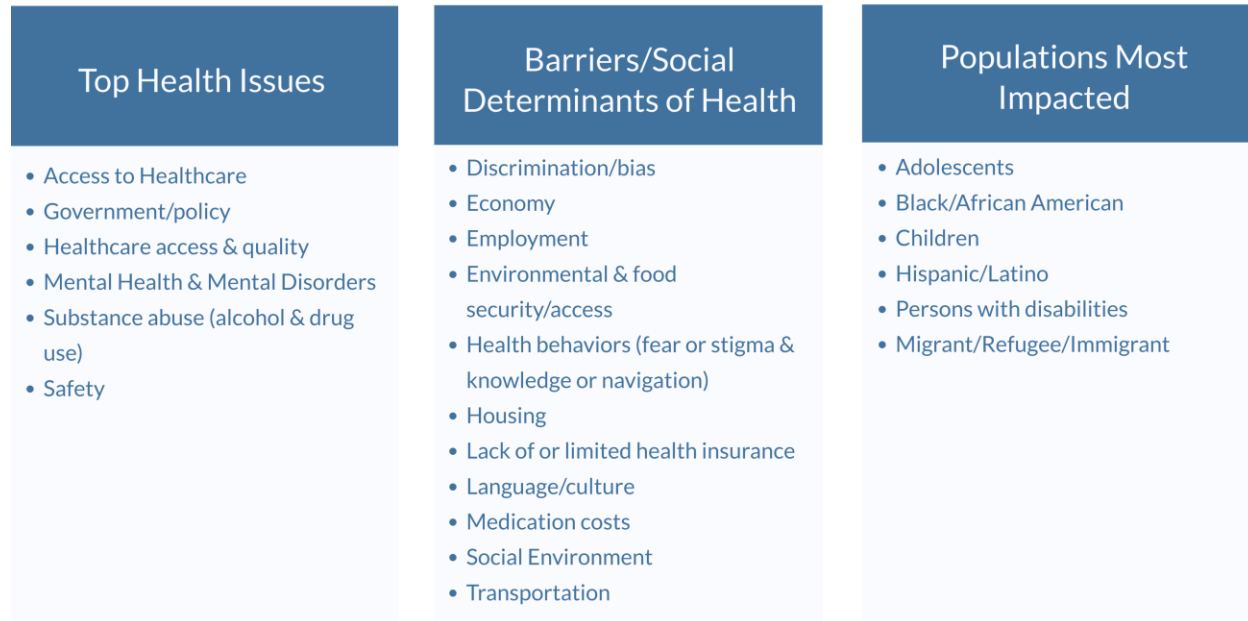 Top Health Issues
• Access to Healthcare
• Government/policy
• Healthcare access & quality
• Mental Health & Mental Disorders
• Substance abuse (alcohol & drug
use)
• Safety
Barriers/Social
Determinants of Health
• Discrimination/bias
• Economy
• Employment
• Environmental & food
security/access
• Health behaviors (fear or stigma &
knowledge or navigation)
• Housing
• Lack of or limited health insurance
• Language/culture
• Medication costs
• Social Environment
• Transportation
Populations Most
Impacted
• Adolescents
• Black/African American
• Children
• Hispanic/Latino
• Persons with disabilities
• Migrant/Refugee/Immigrant